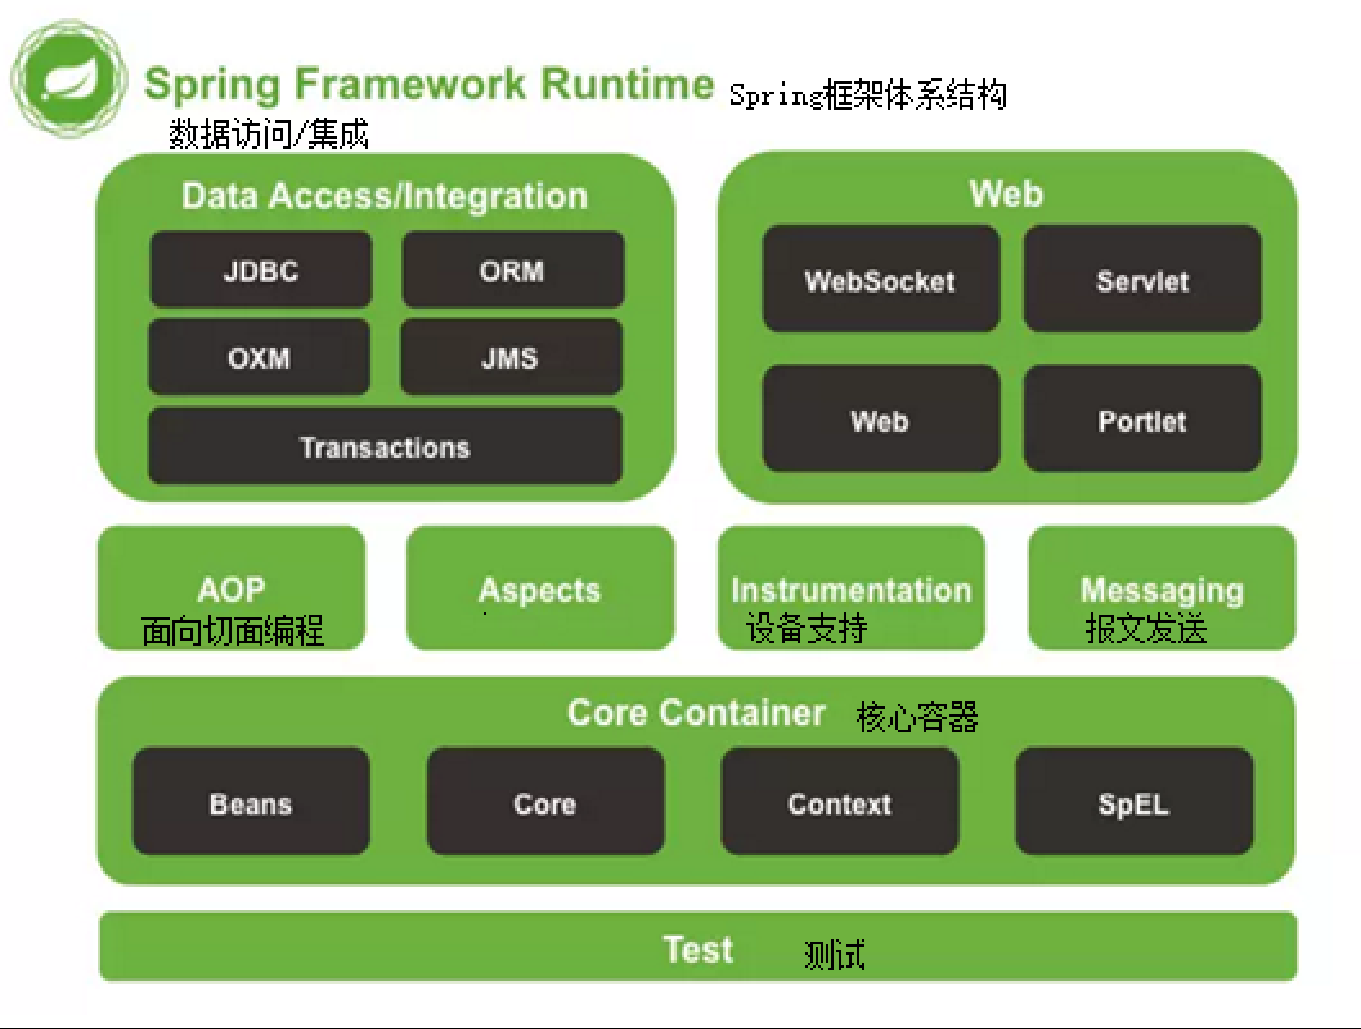 Spring Framework Runtime Spring框架体系结构
数据访问/集成
Data Access/Integration
JDBC
ORM
OXM
JMS
Transactions
Web
WebSocket
Servlet
Web
Portlet
AOP
面向切面编程
Aspects
Instrumentation
设备支持
Messaging
报文发送
Core Container 核心容器
Beans
Core
Context
SpEL
Test 测试